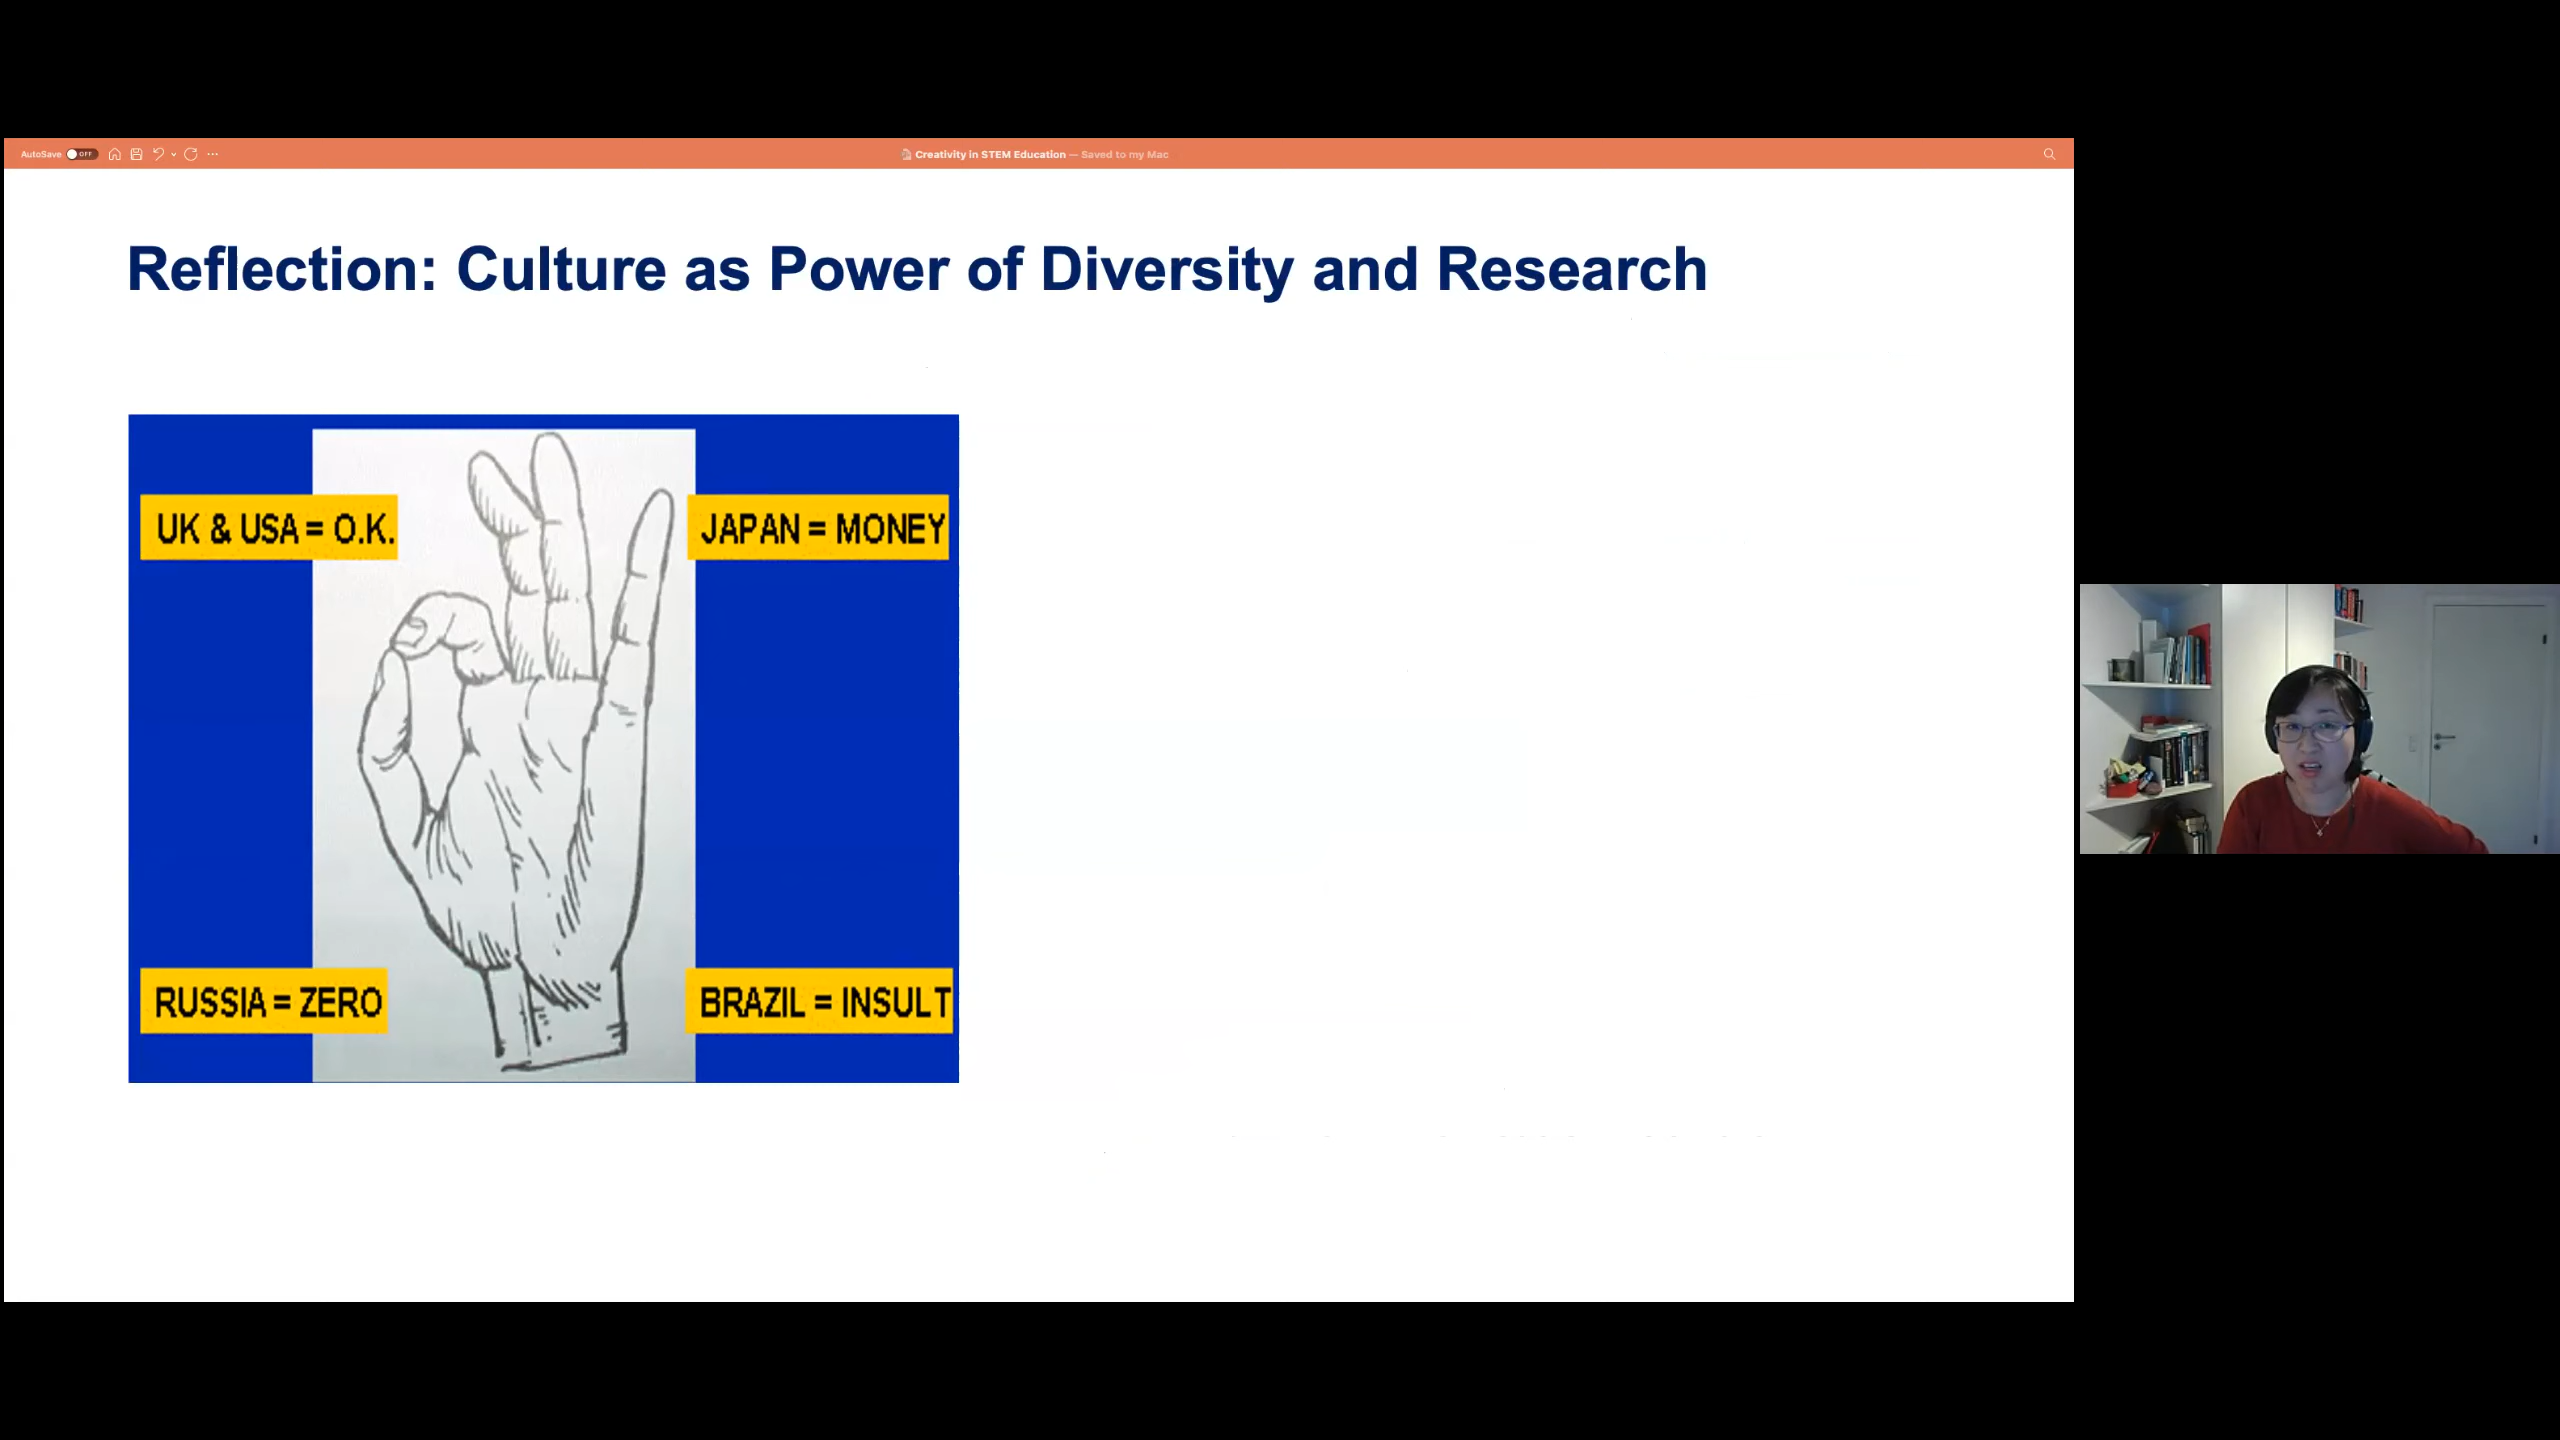 AutoSave OFF
Creativity in STEM Education — Saved to my Mac
Reflection: Culture as Power of Diversity and Research
UK & USA = O.K.
JAPAN = MONEY
RUSSIA = ZERO
BRAZIL = INSULT